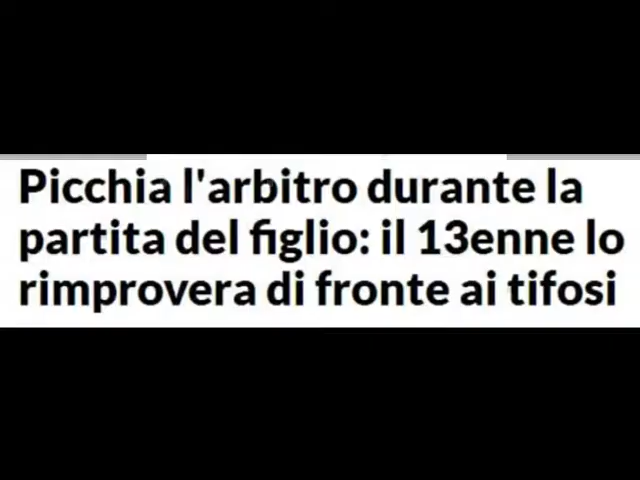 Picchia l'arbitro durante la
partita del figlio: il 13enne lo
rimprovera di fronte ai tifosi